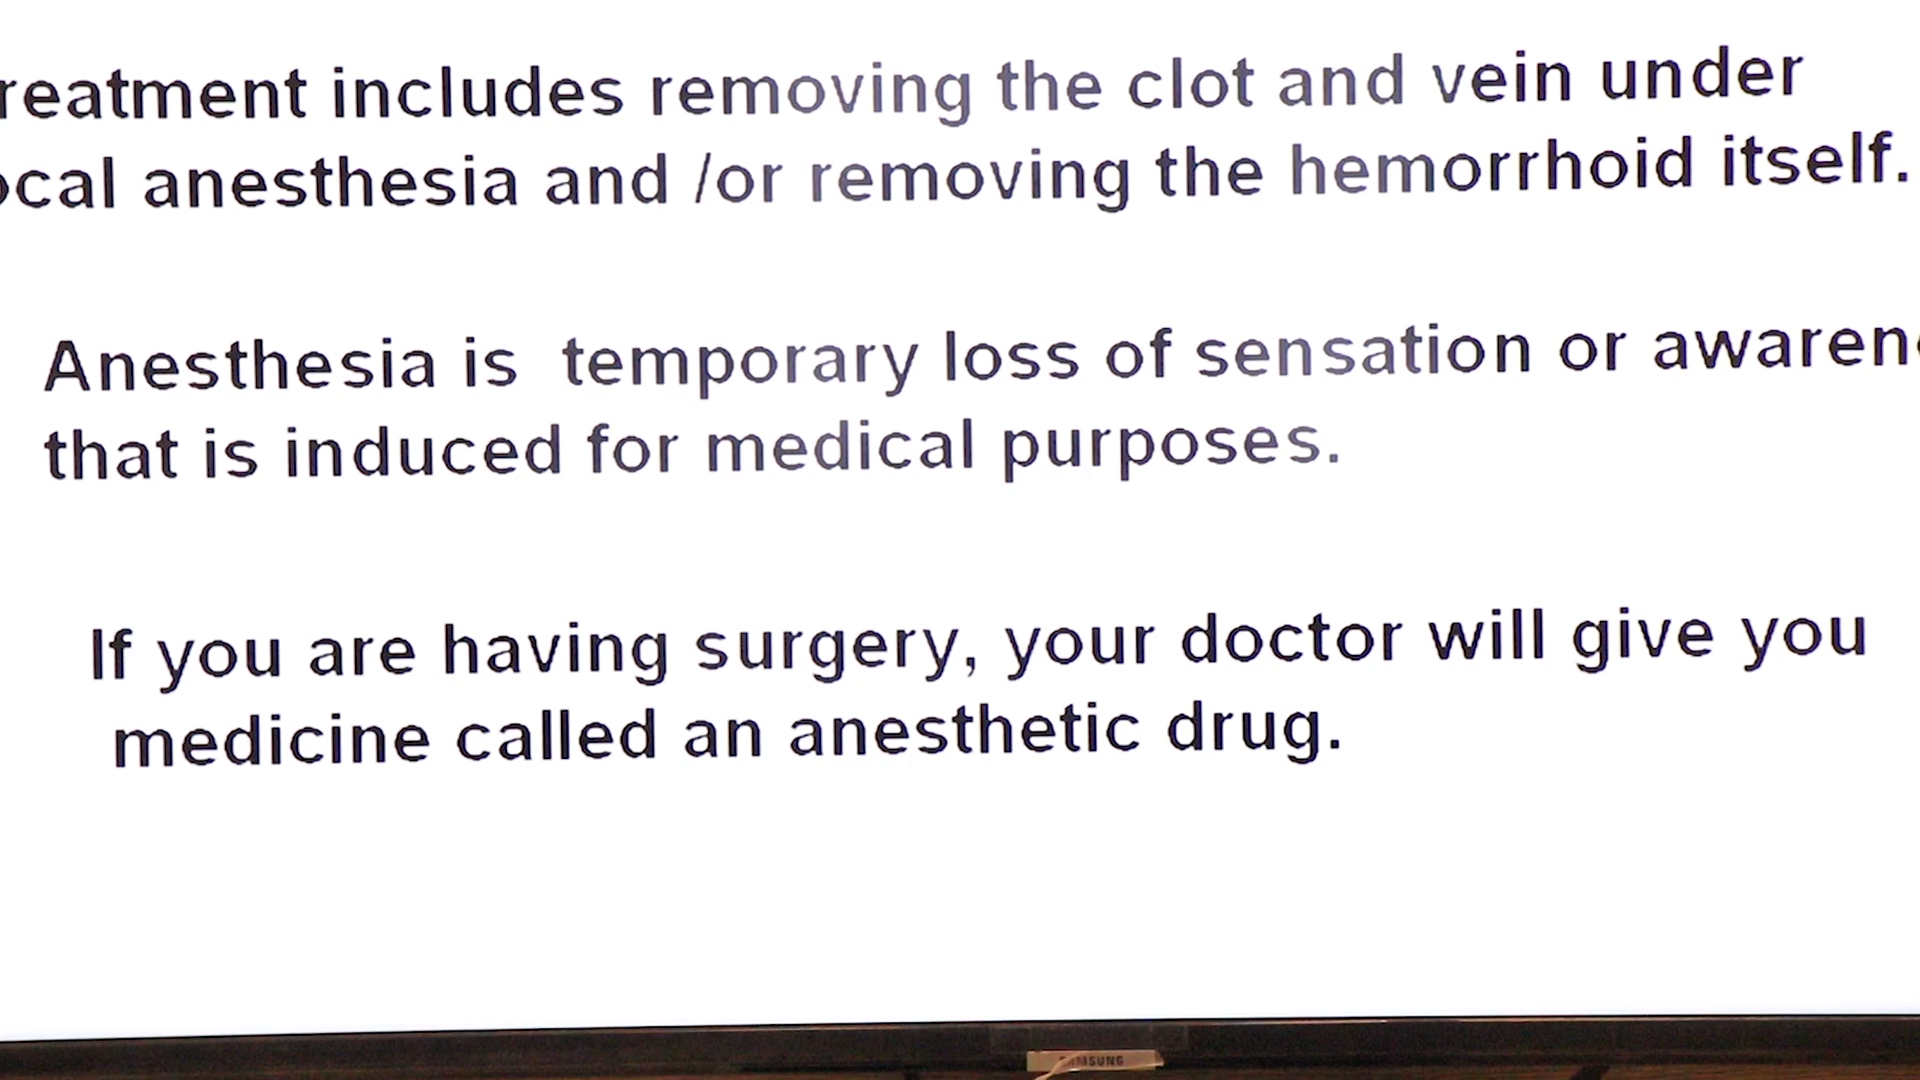 reatment includes removing the clot and vein under
ocal anesthesia and /or removing the hemorrhoid itself.
Anesthesia is temporary loss of sensation or awaren
that is induced for medical purposes.
If you are having surgery, your doctor will give you
medicine called an anesthetic drug.
SAMSUNG